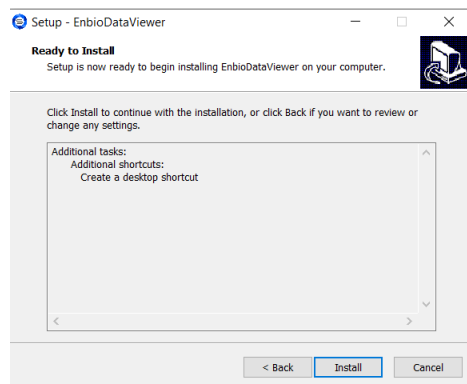 Setup - EnbioDataViewer
Ready to Install
Setup is now ready to begin installing EnbioDataViewer on your computer.
Click Install to continue with the installation, or click Back if you want to review or
change any settings.
Additional tasks:
Additional shortcuts:
Create a desktop shortcut
< Back
Install
Cancel